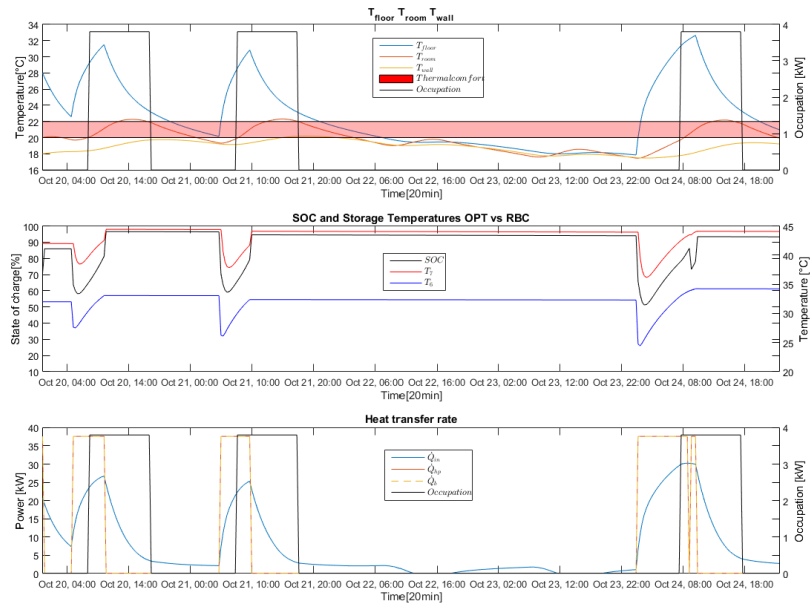 T_floor T_room T_wall
Temperature[°C]
34
32
30
28
26
24
22
20
18
16
T_floor
T_room
T_wall
Thermalcomfort
Occupation
4
3
2
1
0
Occupation [kW]
Oct 20, 04:00 Oct 20, 14:00 Oct 21, 00:00 Oct 21, 10:00 Oct 21, 20:00 Oct 22, 06:00 Oct 22, 16:00 Oct 23, 02:00 Oct 23, 12:00 Oct 23, 22:00 Oct 24, 08:00 Oct 24, 18:00
Time[20min]
SOC and Storage Temperatures OPT vs RBC
State of charge[%]
100
90
80
70
60
50
40
30
20
10
SOC
T_7
45
40
35
30
25
20
Temperature [°C]
Oct 20, 04:00 Oct 20, 14:00 Oct 21, 00:00 Oct 21, 10:00 Oct 21, 20:00 Oct 22, 06:00 Oct 22, 16:00 Oct 23, 02:00 Oct 23, 12:00 Oct 23, 22:00 Oct 24, 08:00 Oct 24, 18:00
Time[20min]
Heat transfer rate
Power [kW]
40
35
30
25
20
15
10
5
0
Q̇_in
Q̇_hp
Occupation
4
3
2
1
0
Occupation [kW]
Oct 20, 04:00 Oct 20, 14:00 Oct 21, 00:00 Oct 21, 10:00 Oct 21, 20:00 Oct 22, 06:00 Oct 22, 16:00 Oct 23, 02:00 Oct 23, 12:00 Oct 23, 22:00 Oct 24, 08:00 Oct 24, 18:00
Time[20min]